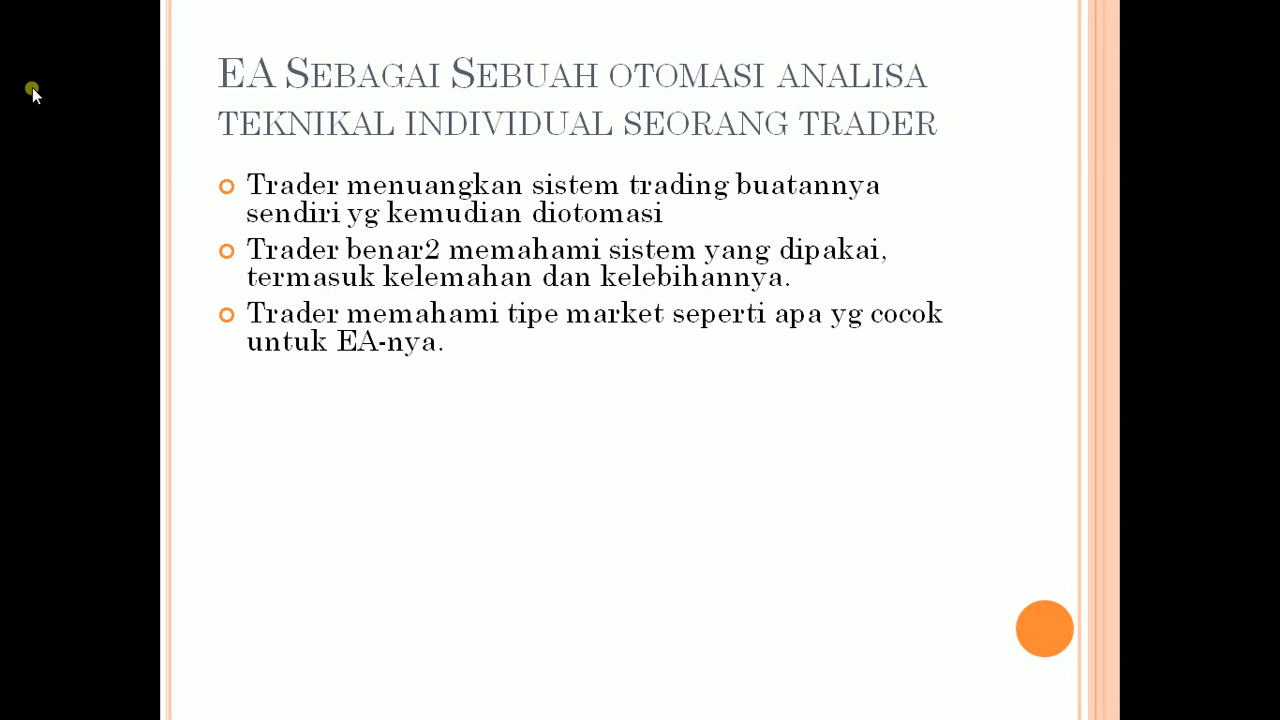 EA Sebagai Sebuah otomasi analisa
teknikal individual seorang trader
Trader menuangkan sistem trading buatannya
sendiri yg kemudian diotomasi
Trader benar2 memahami sistem yang dipakai,
termasuk kelemahan dan kelebihannya.
Trader memahami tipe market seperti apa yg cocok
untuk EA-nya.